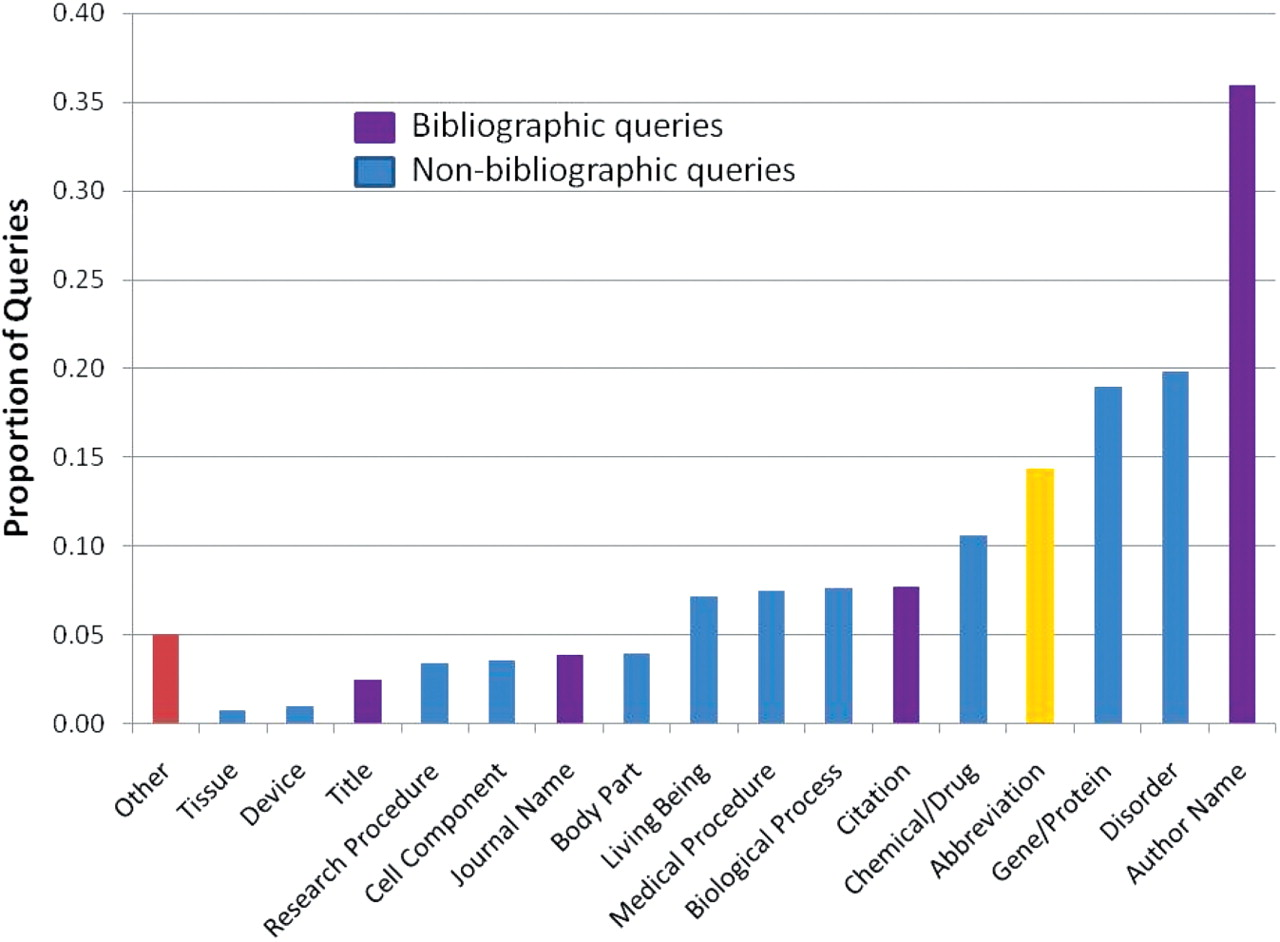 0.40
0.35
0.30
0.25
0.20
0.15
0.10
0.05
0.00
Proportion of Queries
Bibliographic queries
Non-bibliographic queries
Other
Tissue
Device
Title
Research Procedure
Cell Component
Journal Name
Body Part
Living Being
Medical Procedure
Biological Process
Citation
Chemical/Drug
Abbreviation
Gene/Protein
Disorder
Author Name